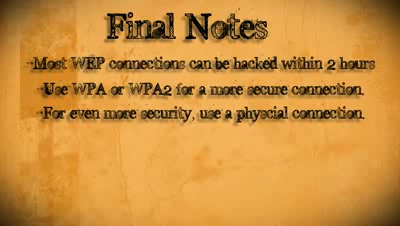 Final Notes
-Most WEP connections can be hacked within 2 hours
-Use WPA or WPA2 for a more secure connection.
-For even more security, use a physcial connection.